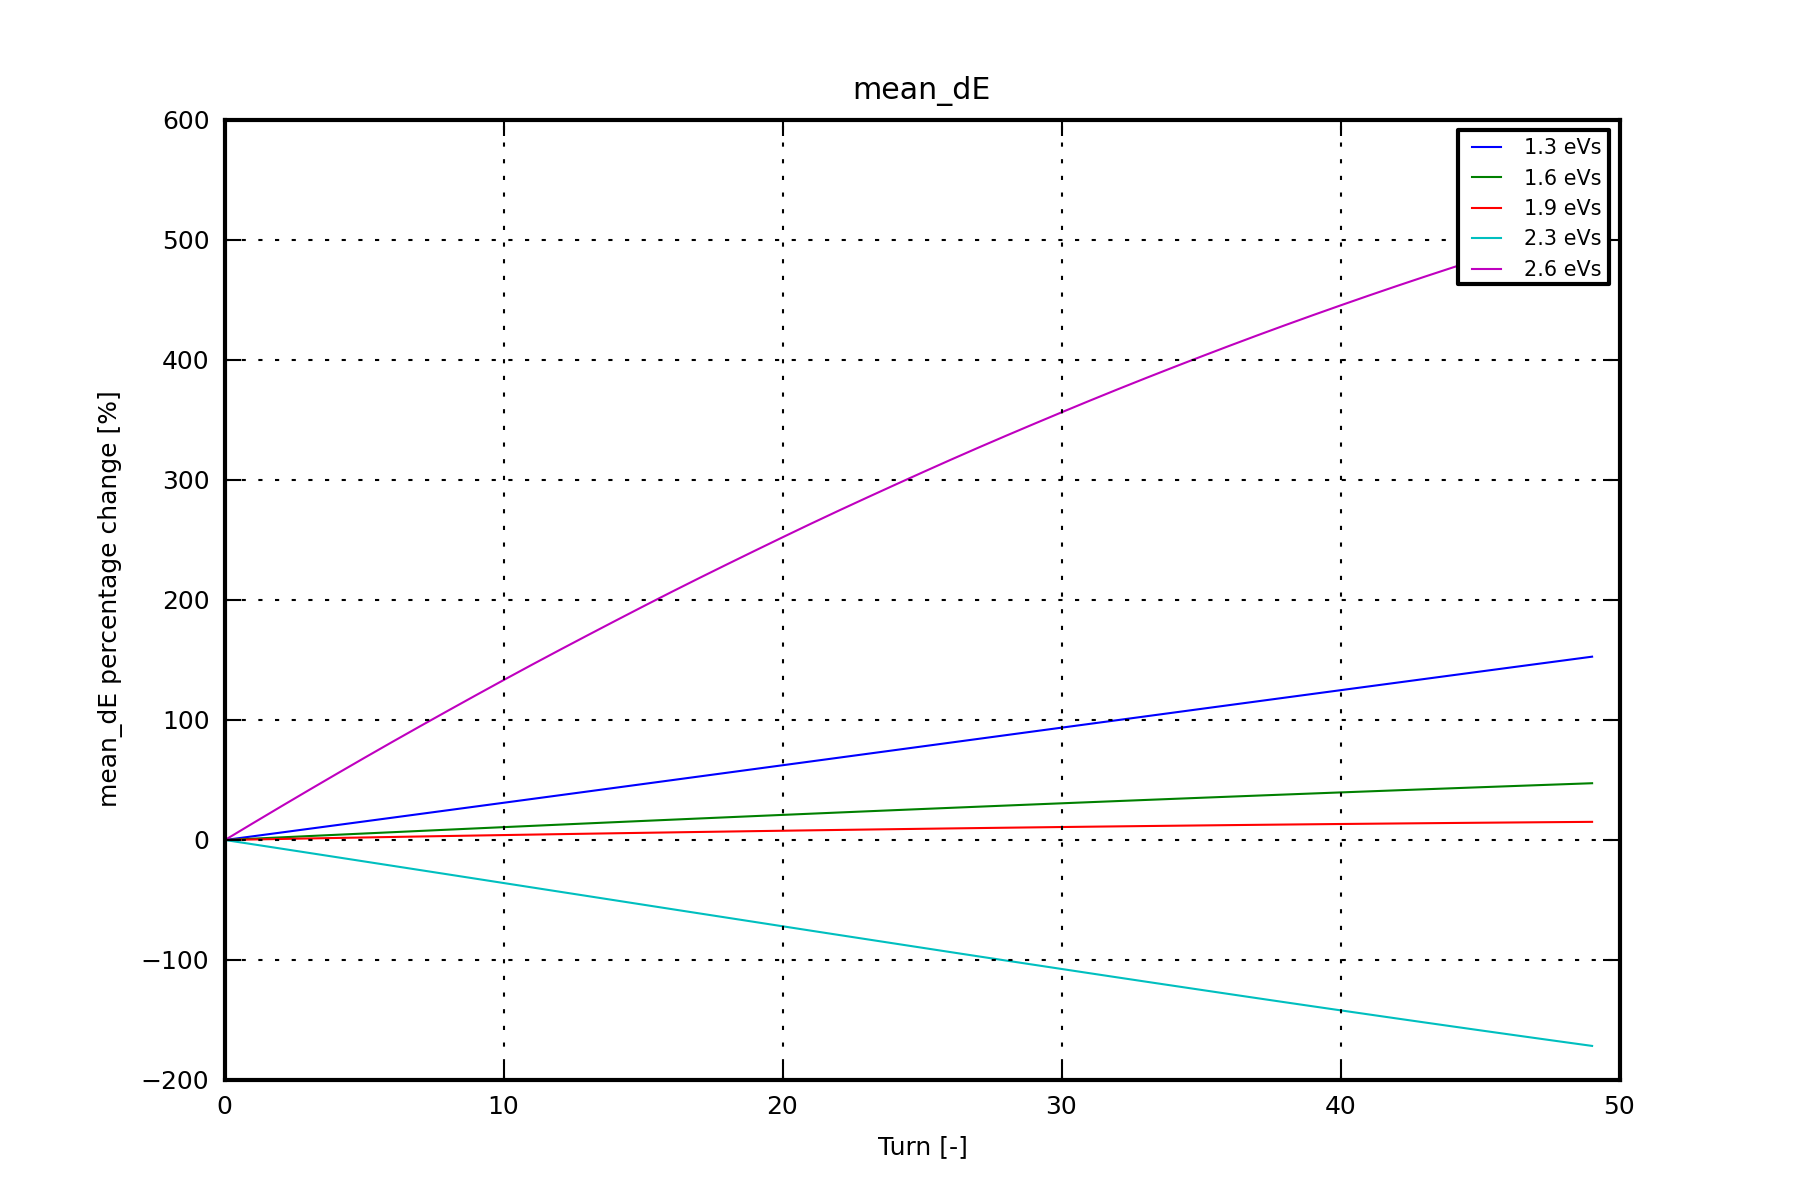 mean_dE
600
500
400
300
200
100
0
−100
−200
mean_dE percentage change [%]
1.3 eVs
1.6 eVs
1.9 eVs
2.3 eVs
2.6 eVs
0 10 20 30 40 50
Turn [-]